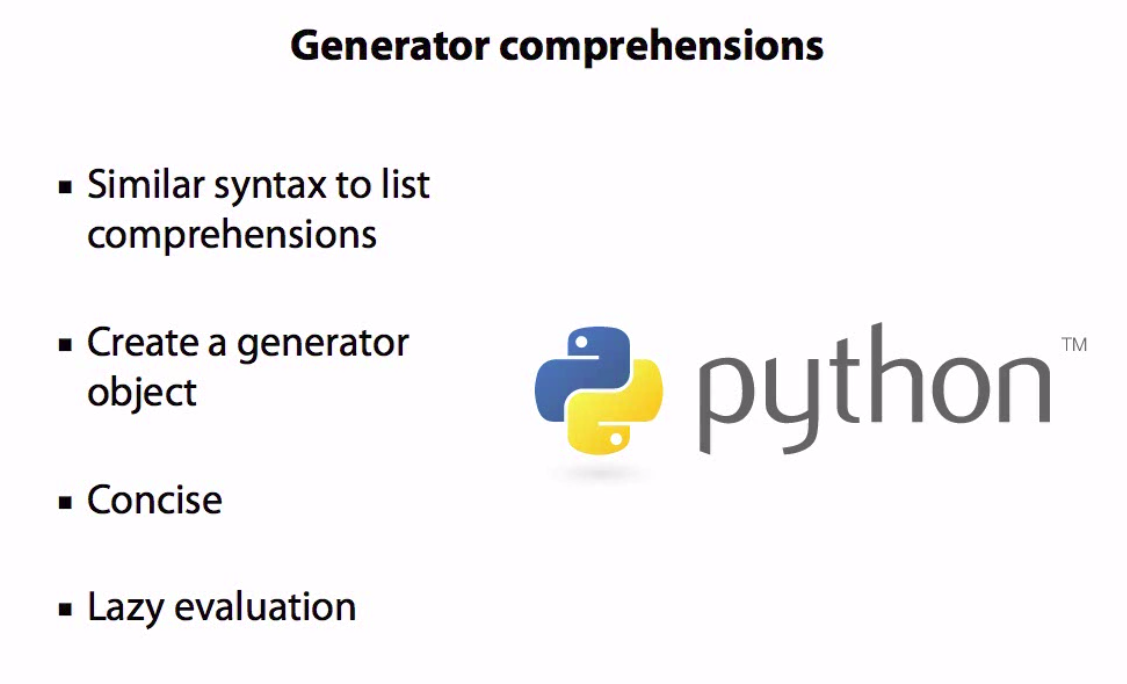 Generator comprehensions
▪ Similar syntax to list
comprehensions
▪ Create a generator
object
▪ Concise
▪ Lazy evaluation
python™